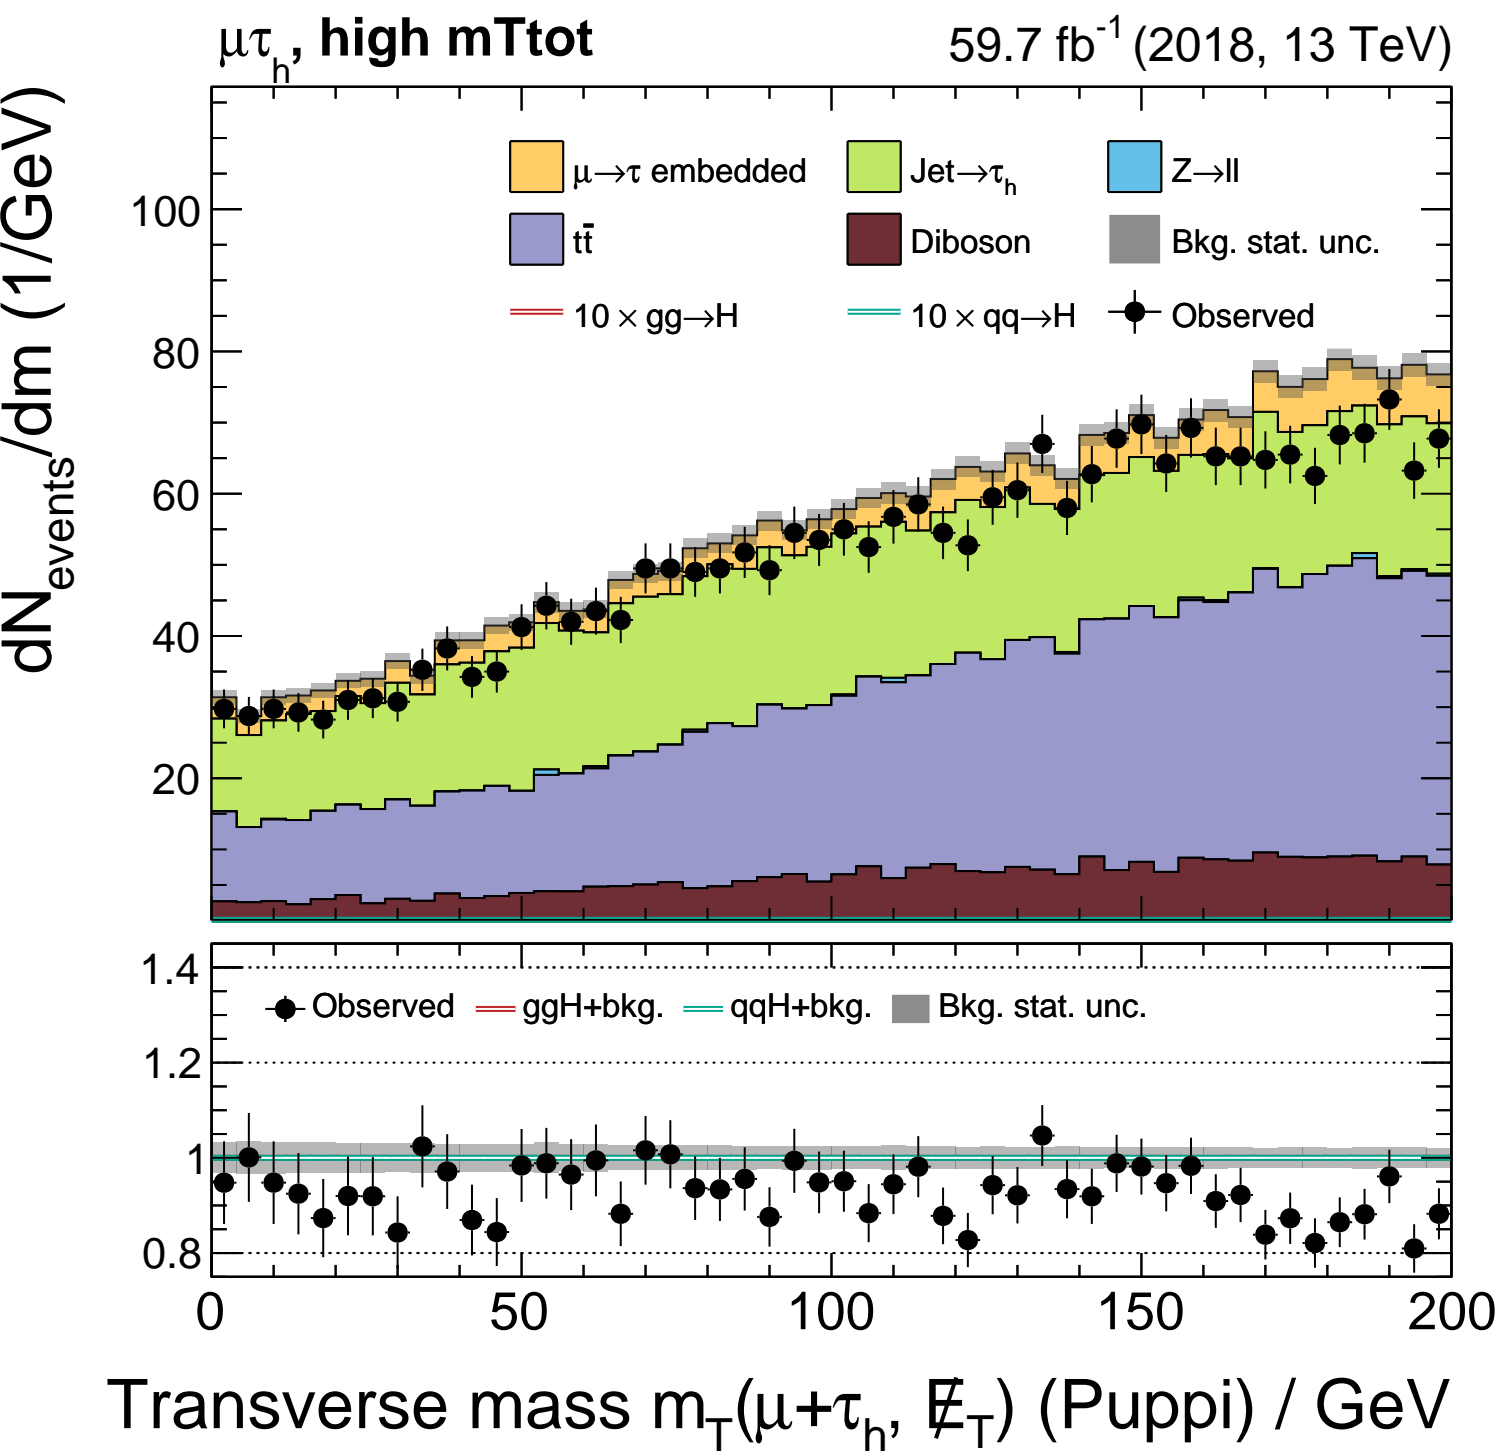 μτh, high mTtot 59.7 fb-1 (2018, 13 TeV)
dNevents/dm (1/GeV)
μ→τ embedded Jet→τh Z→ll
tt̄ Diboson Bkg. stat. unc.
10 × gg→H 10 × qq→H Observed
100
80
60
40
20
1.4
Observed ggH+bkg. qqH+bkg. Bkg. stat. unc.
1.2
1
0.8
0 50 100 150 200
Transverse mass mT(μ+τh, E̸T) (Puppi) / GeV